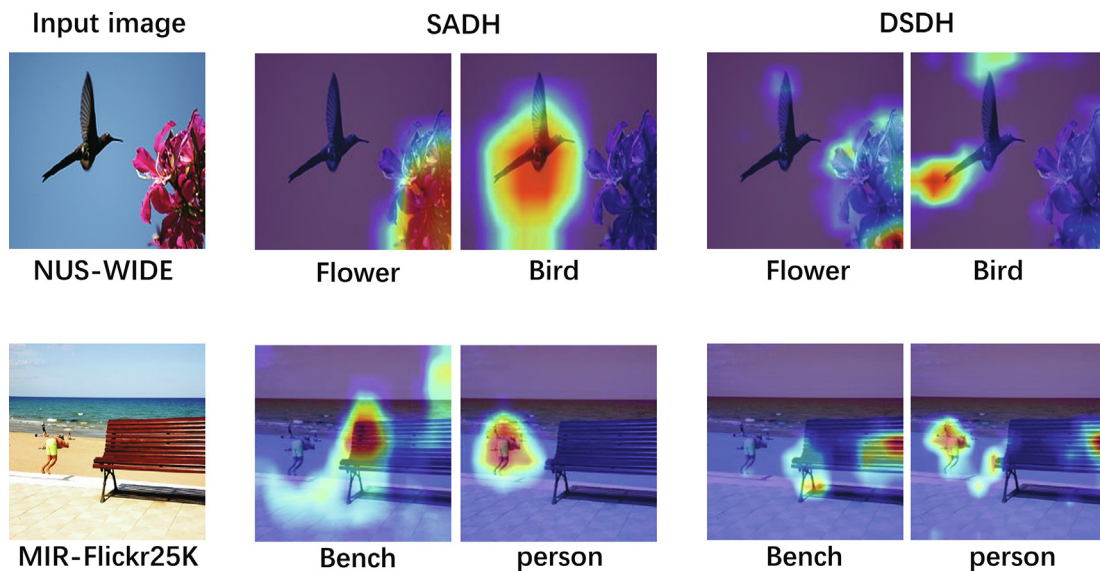 Input image
SADH
DSDH
NUS-WIDE
Flower
Bird
Flower
Bird
MIR-Flickr25K
Bench
person
Bench
person